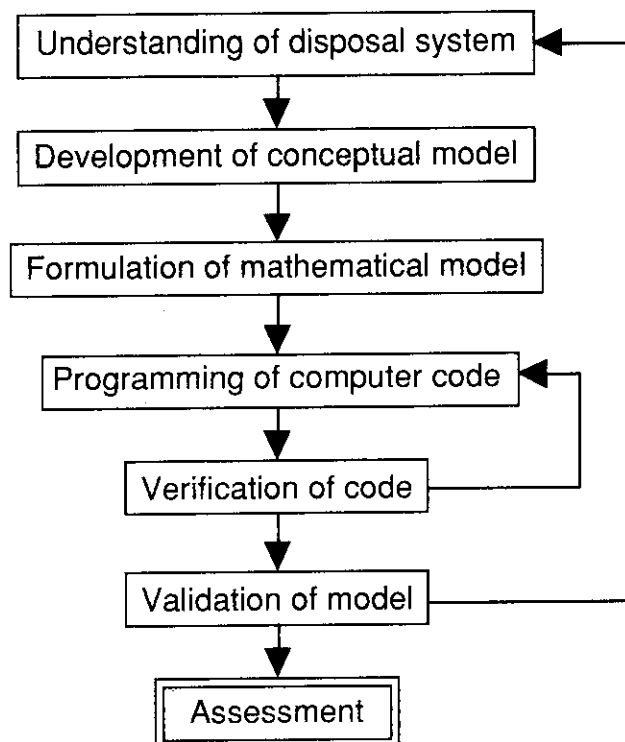 Understanding of disposal system
Development of conceptual model
Formulation of mathematical model
Programming of computer code
Verification of code
Validation of model
Assessment